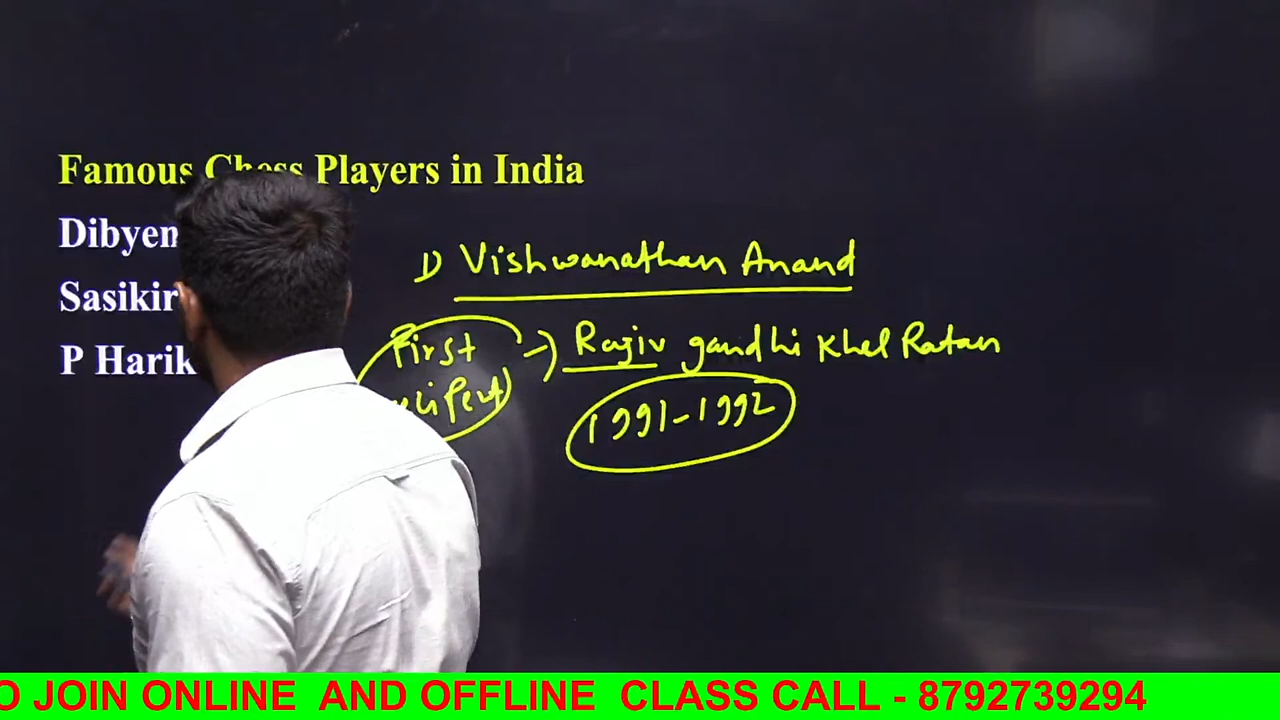 Famous Chess Players in India
Dibyen
Sasikir
P Harik
1) Vishwanathan Anand
First -) Rajiv gandhi Khel Ratan
1991-1992
O JOIN ONLINE AND OFFLINE CLASS CALL - 8792739294